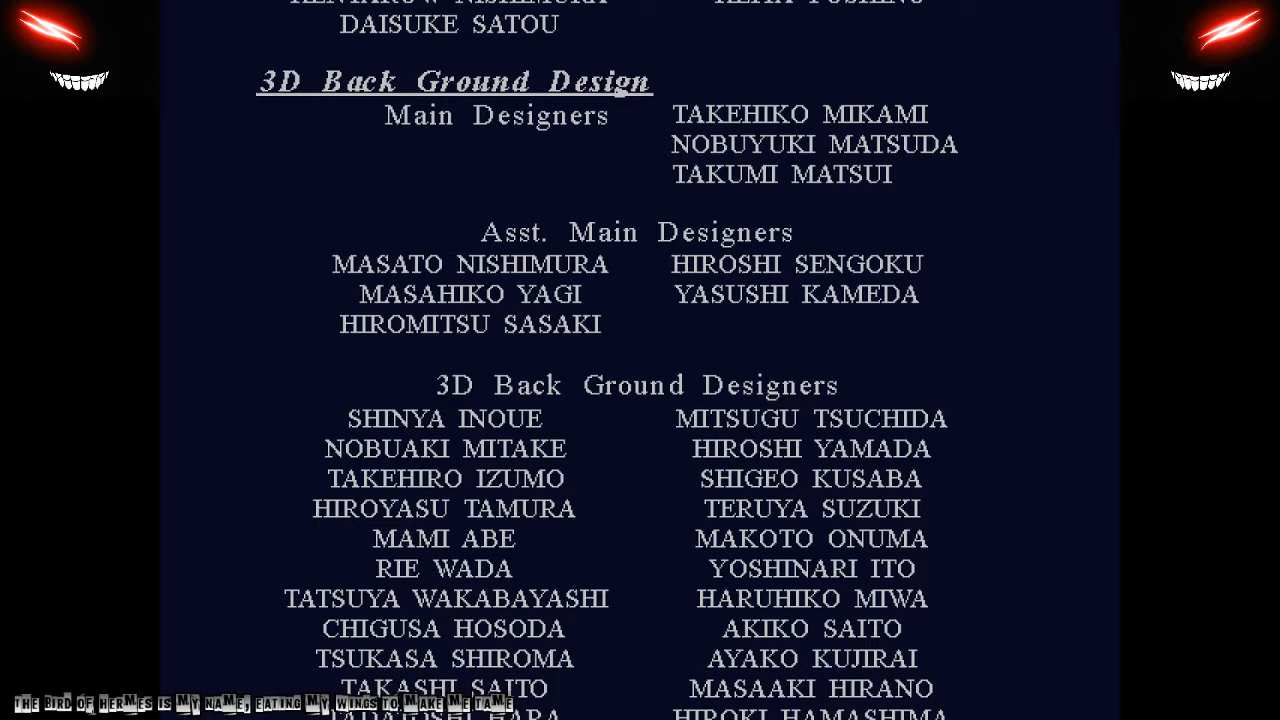 DAISUKE SATOU
3D Back Ground Design
Main Designers TAKEHIKO MIKAMI
NOBUYUKI MATSUDA
TAKUMI MATSUI
Asst. Main Designers
MASATO NISHIMURA HIROSHI SENGOKU
MASAHIKO YAGI YASUSHI KAMEDA
HIROMITSU SASAKI
3D Back Ground Designers
SHINYA INOUE MITSUGU TSUCHIDA
NOBUAKI MITAKE HIROSHI YAMADA
TAKEHIRO IZUMO SHIGEO KUSABA
HIROYASU TAMURA TERUYA SUZUKI
MAMI ABE MAKOTO ONUMA
RIE WADA YOSHINARI ITO
TATSUYA WAKABAYASHI HARUHIKO MIWA
CHIGUSA HOSODA AKIKO SAITO
TSUKASA SHIROMA AYAKO KUJIRAI
TAKASHI SAITO MASAAKI HIRANO
THE BIRD OF HERMES IS MY NAME, EATING MY WINGS TO MAKE ME TAME
HIROKI HAMASHIMA